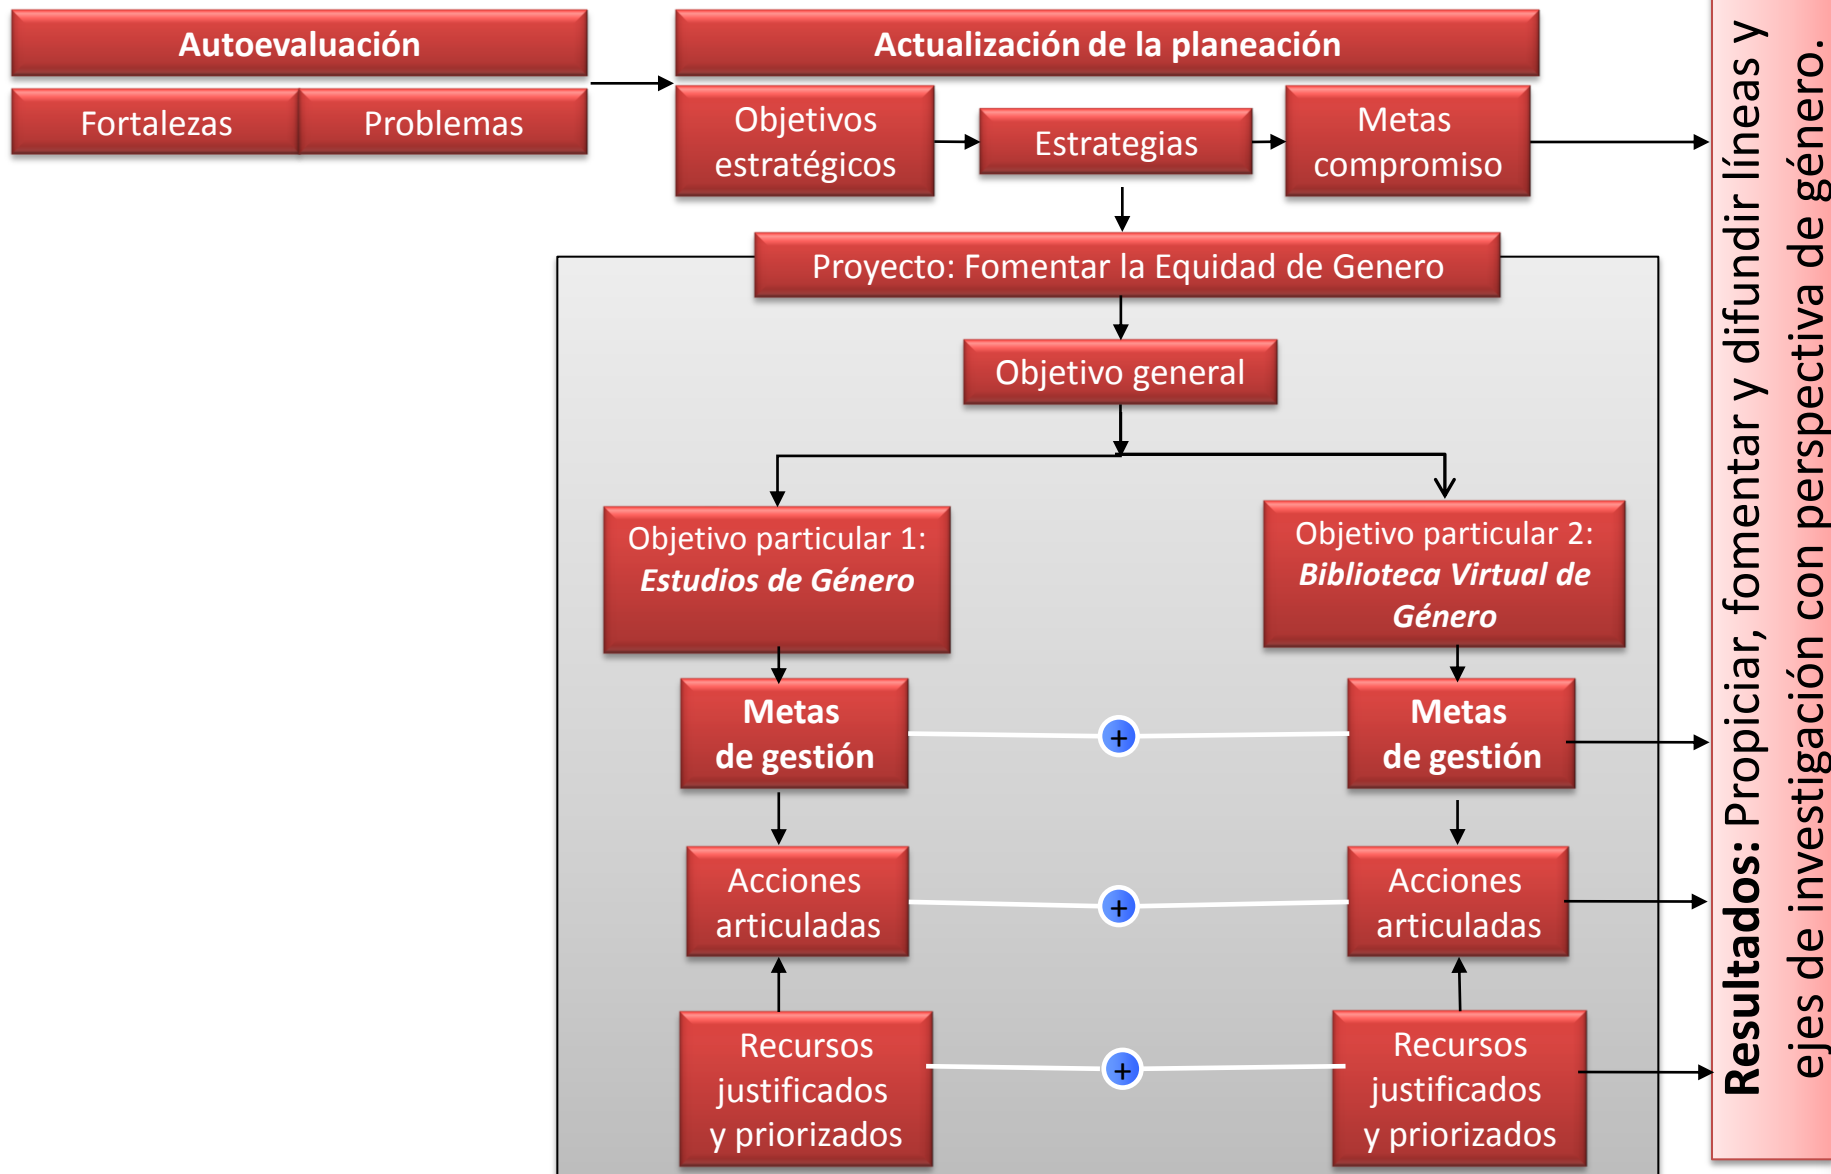 Autoevaluación
Fortalezas
Problemas
Actualización de la planeación
Objetivos
estratégicos
Estrategias
Metas
compromiso
Proyecto: Fomentar la Equidad de Genero
Objetivo general
Objetivo particular 1:
Estudios de Género
Objetivo particular 2:
Biblioteca Virtual de
Género
Metas
de gestión
+
Metas
de gestión
Acciones
articuladas
+
Acciones
articuladas
Recursos
justificados
y priorizados
+
Recursos
justificados
y priorizados
Resultados: Propiciar, fomentar y difundir líneas y
ejes de investigación con perspectiva de género.